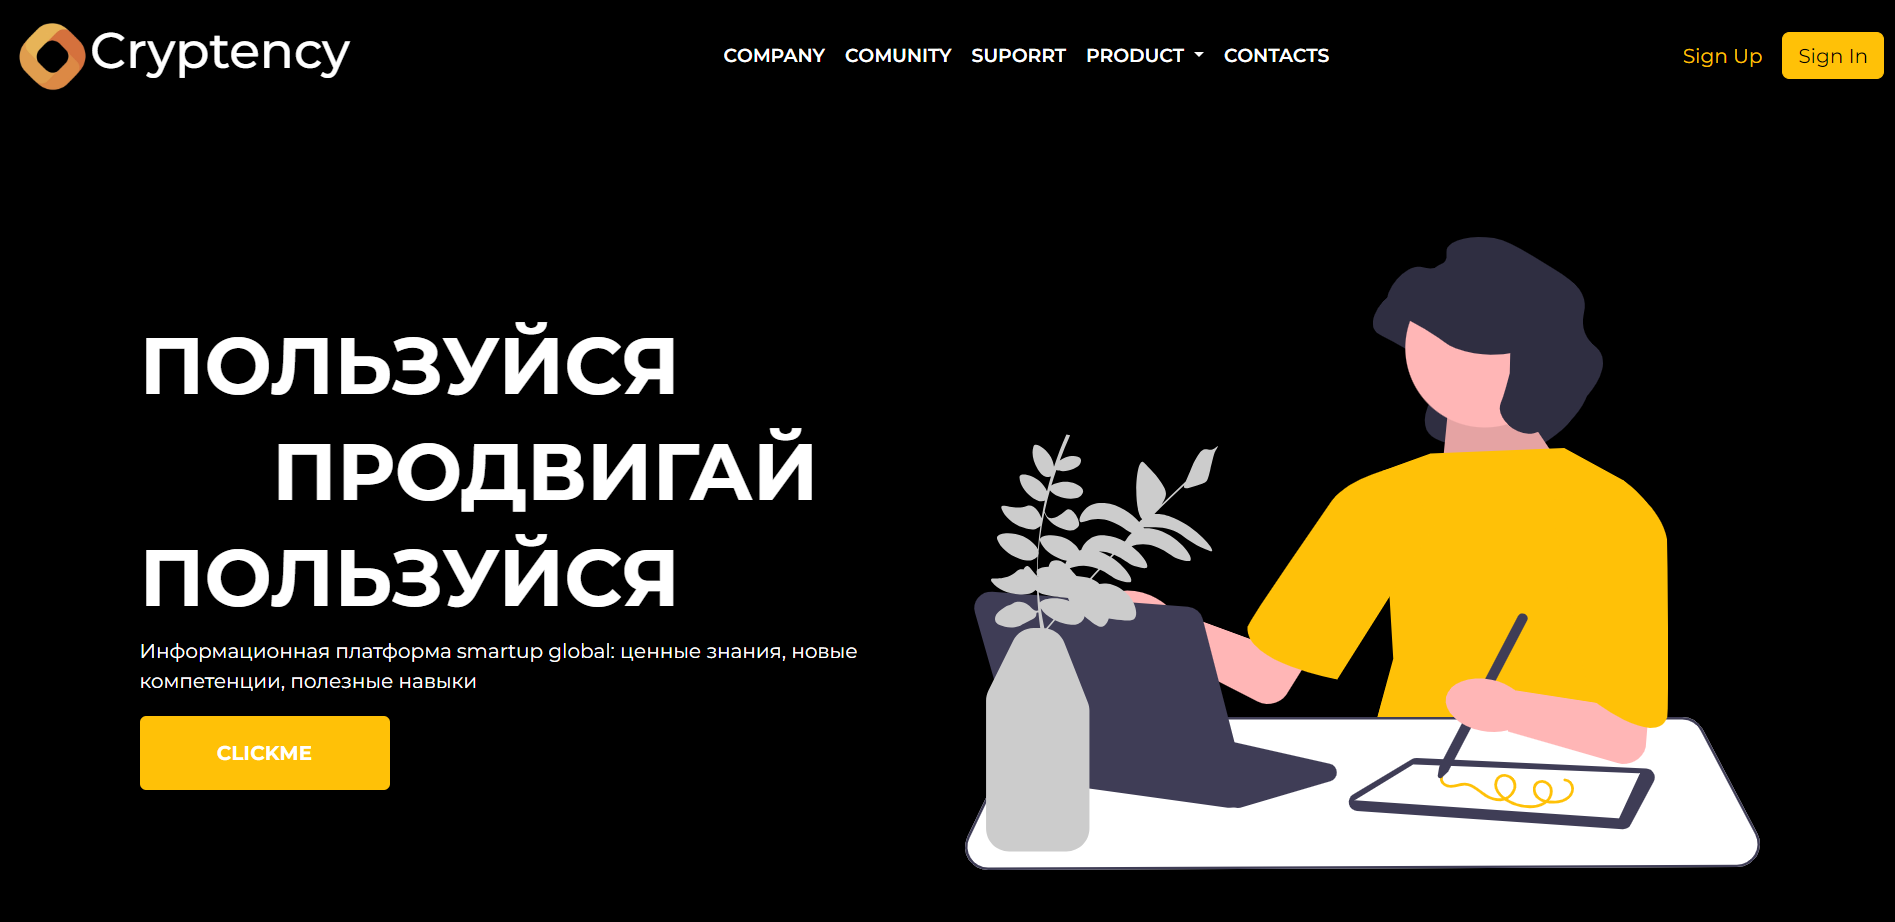 Cryptency
COMPANY COMUNITY SUPORRT PRODUCT CONTACTS
Sign Up Sign In
ПОЛЬЗУЙСЯ
ПРОДВИГАЙ
ПОЛЬЗУЙСЯ
Информационная платформа smartup global: ценные знания, новые
компетенции, полезные навыки
CLICKME